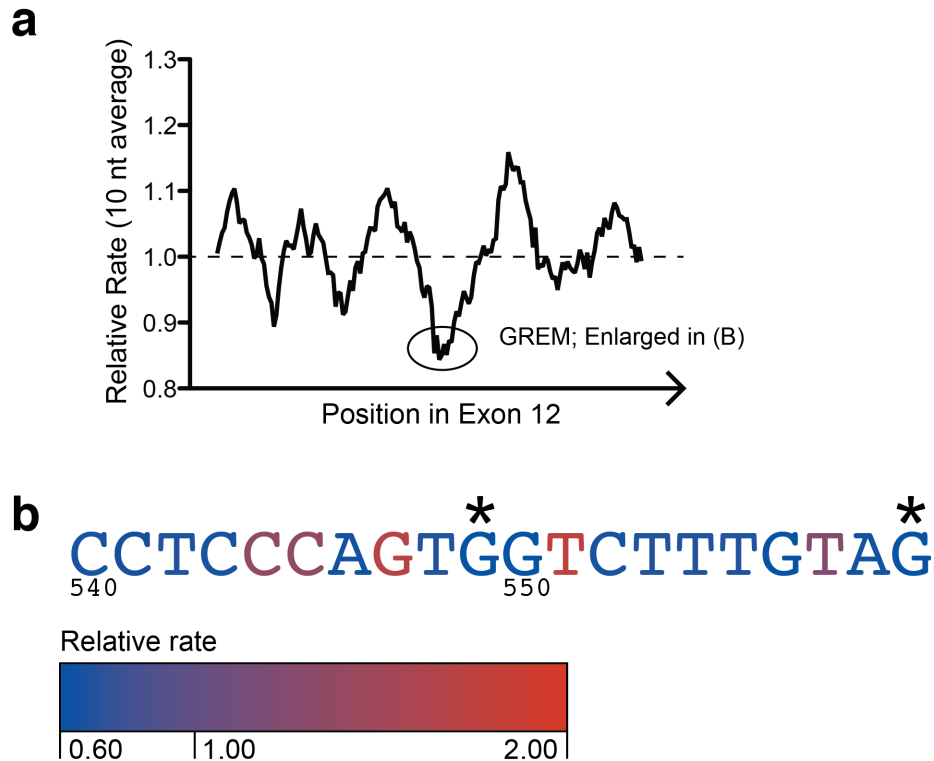 a
Relative Rate (10 nt average)
1.3
1.2
1.1
1.0
0.9
0.8
GREM; Enlarged in (B)
Position in Exon 12
b
* *
CCTCCCAGTGGTCTTTGTAG
540 550
Relative rate
0.60 1.00 2.00